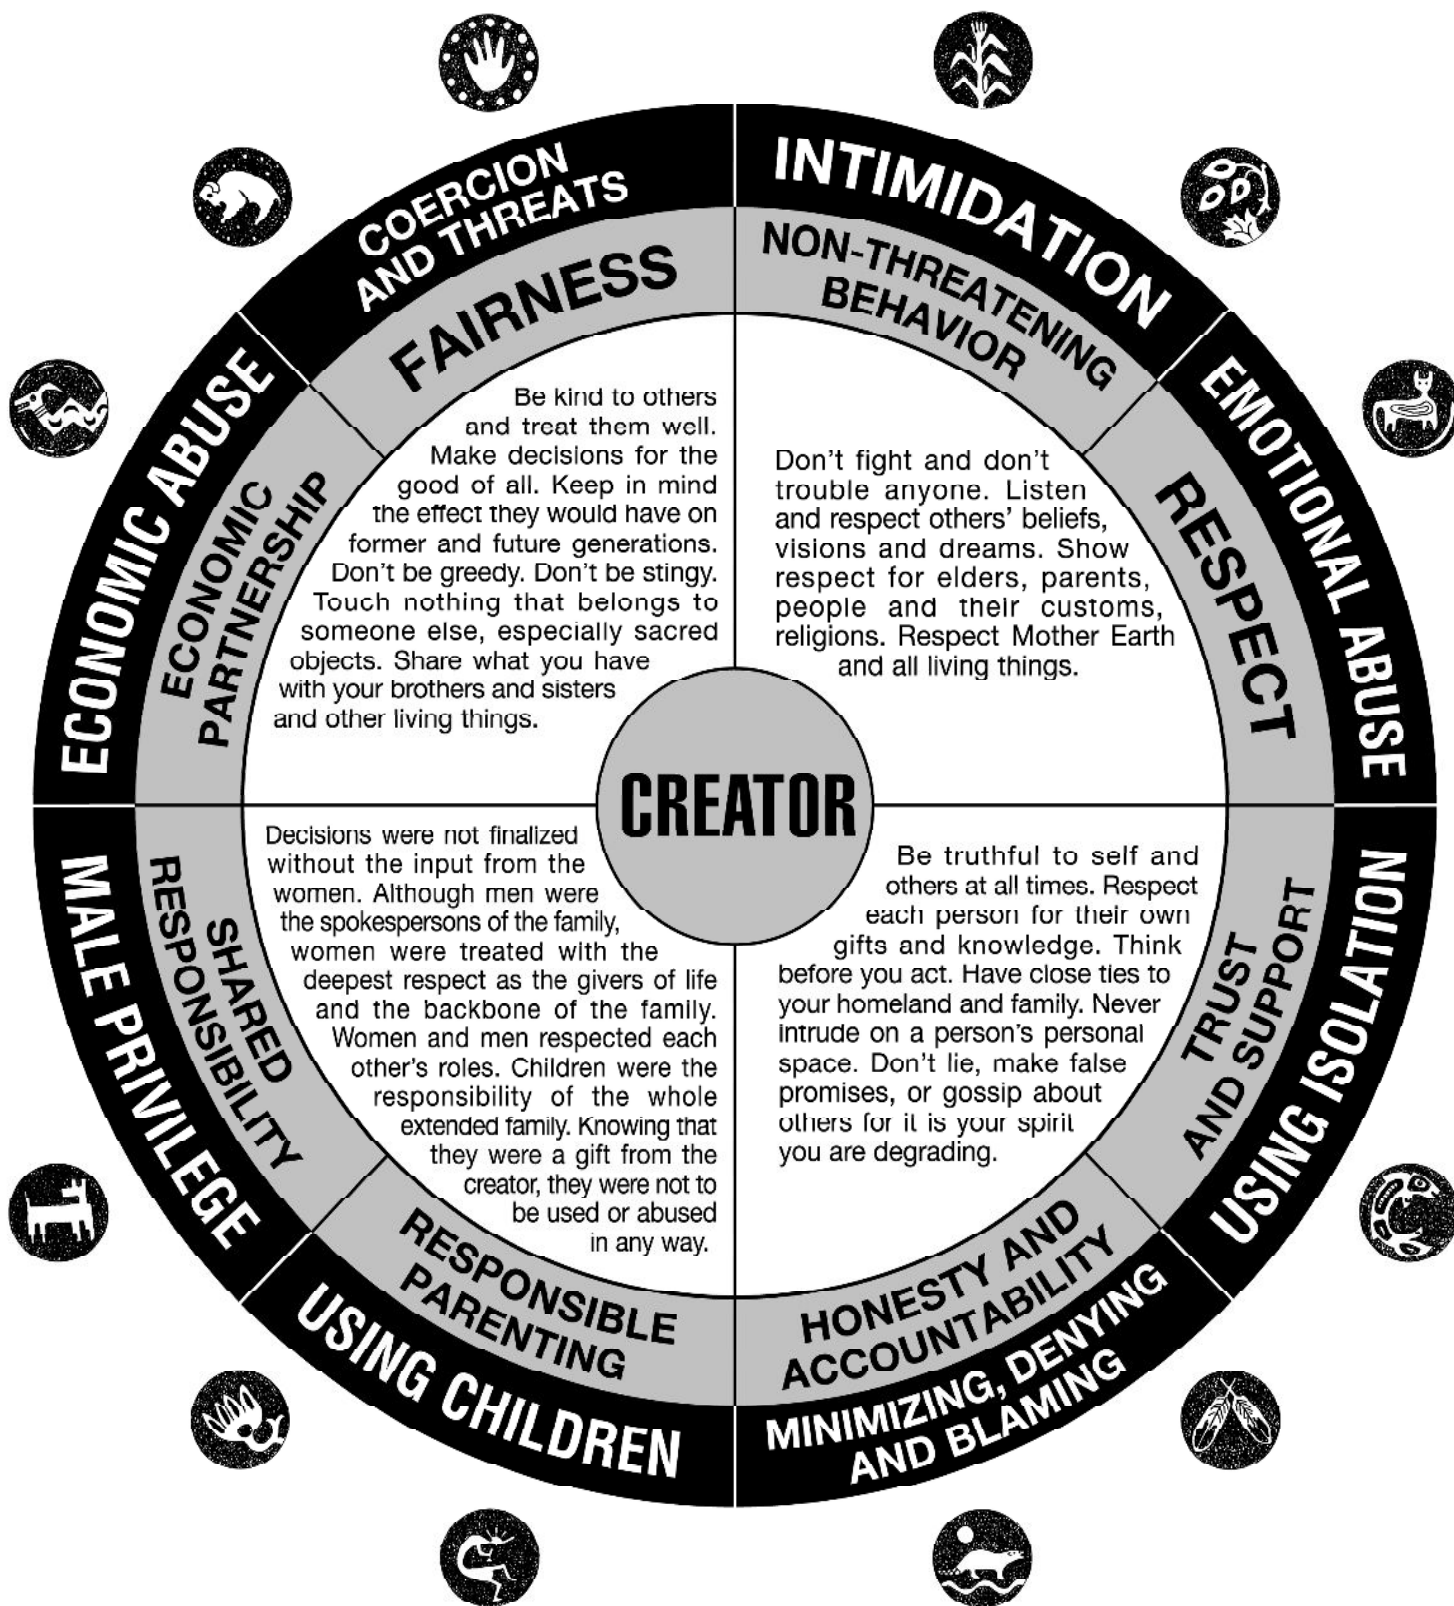 COERCION
AND THREATS
INTIMIDATION
EMOTIONAL ABUSE
USING ISOLATION
MINIMIZING, DENYING
AND BLAMING
USING CHILDREN
MALE PRIVILEGE
ECONOMIC ABUSE
FAIRNESS
NON-THREATENING
BEHAVIOR
RESPECT
TRUST
AND SUPPORT
HONESTY AND
ACCOUNTABILITY
RESPONSIBLE
PARENTING
SHARED
RESPONSIBILITY
ECONOMIC
PARTNERSHIP
Be kind to others
and treat them well.
Make decisions for the
good of all. Keep in mind
the effect they would have on
former and future generations.
Don't be greedy. Don't be stingy.
Touch nothing that belongs to
someone else, especially sacred
objects. Share what you have
with your brothers and sisters
and other living things.
Don't fight and don't
trouble anyone. Listen
and respect others' beliefs,
visions and dreams. Show
respect for elders, parents,
people and their customs,
religions. Respect Mother Earth
and all living things.
CREATOR
Decisions were not finalized
without the input from the
women. Although men were
the spokespersons of the family,
women were treated with the
deepest respect as the givers of life
and the backbone of the family.
Women and men respected each
other's roles. Children were the
responsibility of the whole
extended family. Knowing that
they were a gift from the
creator, they were not to
be used or abused
in any way.
Be truthful to self and
others at all times. Respect
each person for their own
gifts and knowledge. Think
before you act. Have close ties to
your homeland and family. Never
intrude on a person's personal
space. Don't lie, make false
promises, or gossip about
others for it is your spirit
you are degrading.